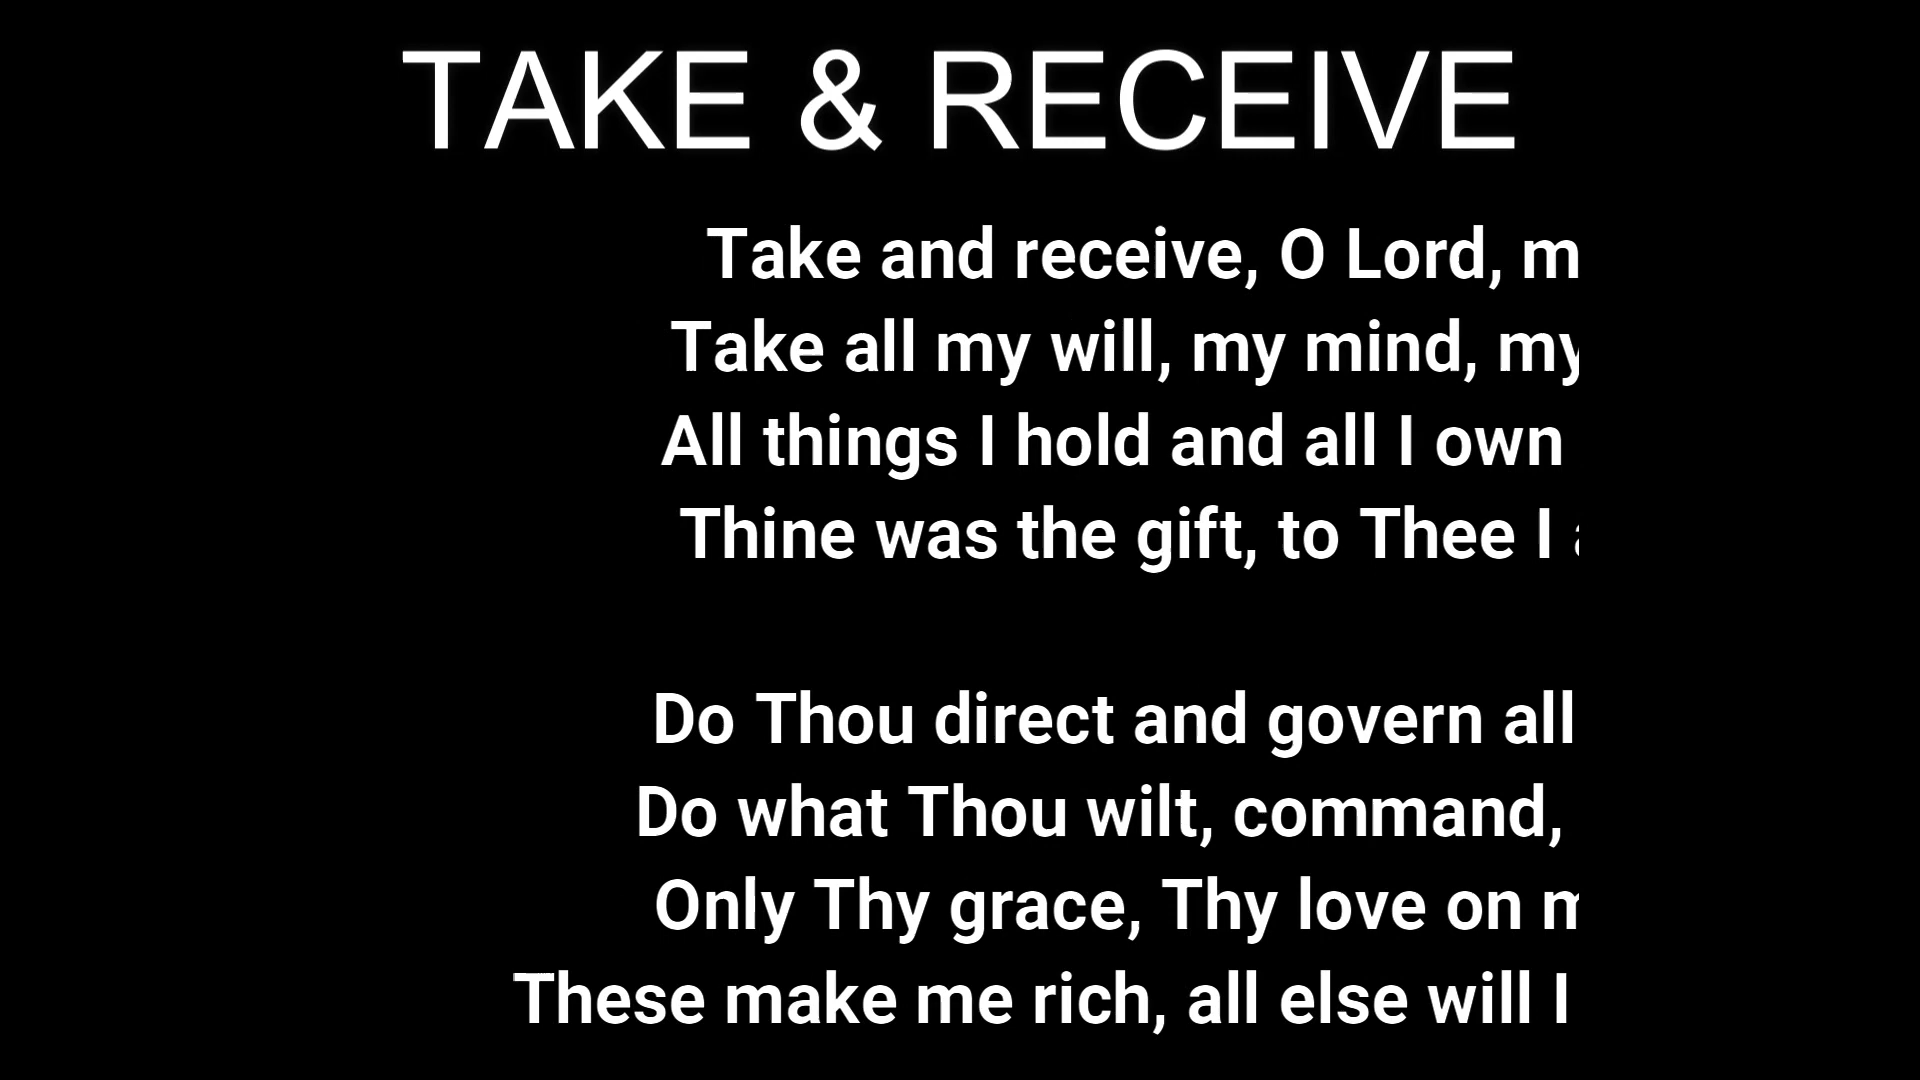 TAKE & RECEIVE
Take and receive, O Lord, m
Take all my will, my mind, my
All things I hold and all I own
Thine was the gift, to Thee I
Do Thou direct and govern all
Do what Thou wilt, command,
Only Thy grace, Thy love on m
These make me rich, all else will I